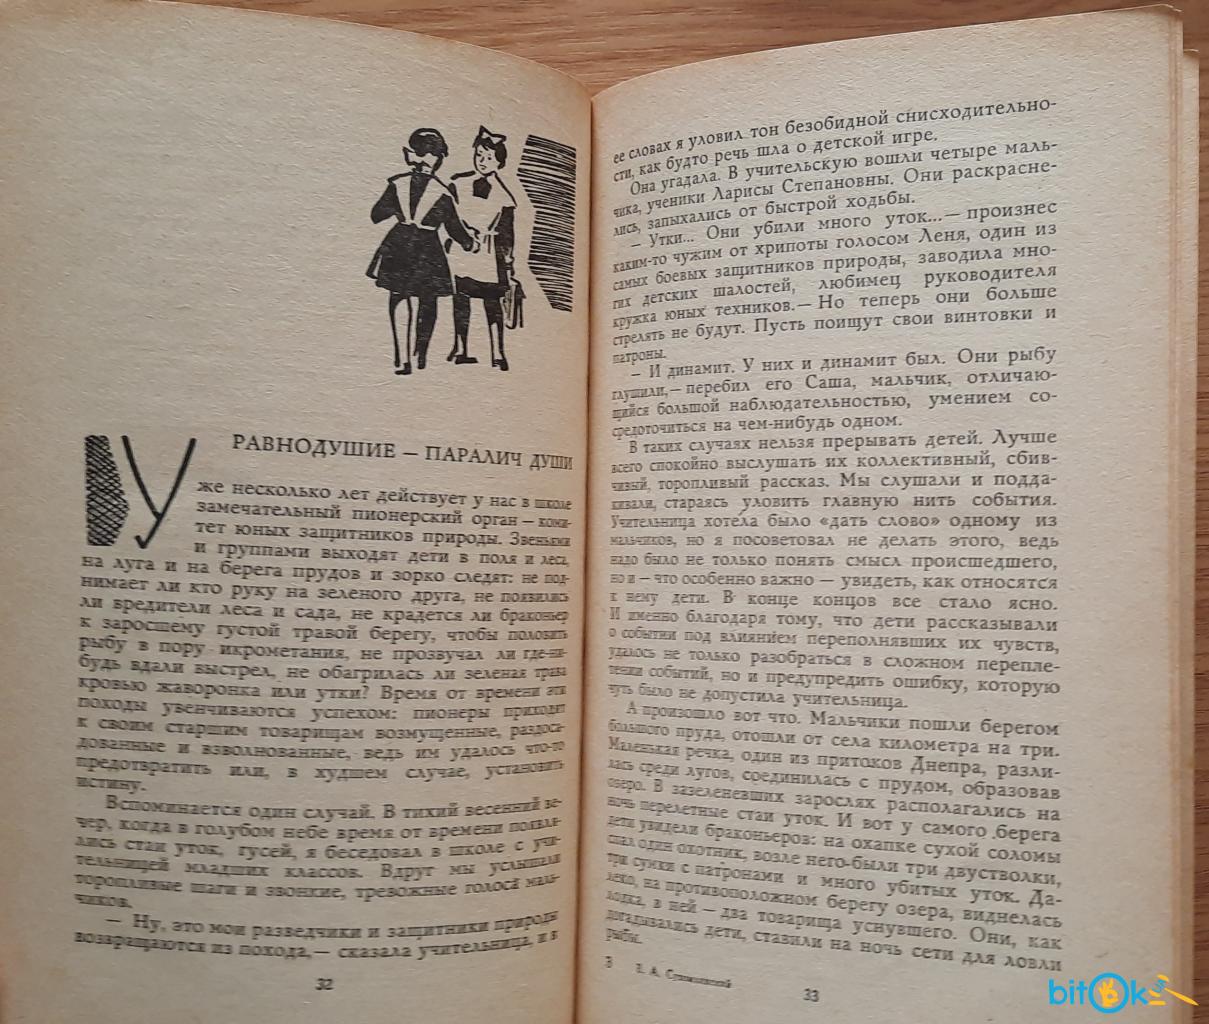 РАВНОДУШИЕ — ПАРАЛИЧ ДУШИ
Уже несколько лет действует у нас в школе
замечательный пионерский орган — коми-
тет юных защитников природы. Звеньями
и группами выходят дети в поля и леса,
на луга и на берега прудов и зорко следят: не под-
нимает ли кто руку на зеленого друга, не появились
ли вредители леса и сада, не крадется ли браконьер
к заросшему густой травой берегу, чтобы половить
рыбу в пору икрометания, не прозвучал ли где-ни-
будь вдали выстрел, не обагрилась ли зеленая трава
кровью жаворонка или утки? Время от времени эти
походы увенчиваются успехом: пионеры приходят
к своим старшим товарищам возмущенные, раздоса-
дованные и взволнованные, ведь им удалось что-то
предотвратить или, в худшем случае, установить
истину.
Вспоминается один случай. В тихий весенний ве-
чер, когда в голубом небе время от времени появля-
лись стаи уток, гусей, я беседовал в школе с учи-
тельницей младших классов. Вдруг мы услышали
торопливые шаги и звонкие, тревожные голоса маль-
чиков.
— Ну, это мои разведчики и защитники природы
возвращаются из похода, — сказала учительница, и в
32
ее словах я уловил тон безобидной снисходительно-
сти, как будто речь шла о детской игре.
Она угадала. В учительскую вошли четыре маль-
чика, ученики Ларисы Степановны. Они раскрасне-
лись, запыхались от быстрой ходьбы.
— Утки... Они убили много уток... — произнес
каким-то чужим от хрипоты голосом Леня, один из
самых боевых защитников природы, заводила мно-
гих детских шалостей, любимец руководителя
кружка юных техников. — Но теперь они больше
стрелять не будут. Пусть поищут свои винтовки и
патроны.
— И динамит. У них и динамит был. Они рыбу
глушили, — перебил его Саша, мальчик, отличаю-
щийся большой наблюдательностью, умением со-
средоточиться на чем-нибудь одном.
В таких случаях нельзя прерывать детей. Лучше
всего спокойно выслушать их коллективный, сбив-
чивый, торопливый рассказ. Мы слушали и подда-
кивали, стараясь уловить главную нить события.
Учительница хотела было «дать слово» одному из
мальчиков, но я посоветовал не делать этого, ведь
надо было не только понять смысл происшедшего,
но и — что особенно важно — увидеть, как относятся
к нему дети. В конце концов все стало ясно.
И именно благодаря тому, что дети рассказывали
о событии под влиянием переполнявших их чувств,
удалось не только разобраться в сложном перепле-
тении событий, но и предупредить ошибку, которую
чуть было не допустила учительница.
А произошло вот что. Мальчики пошли берегом
большого пруда, отошли от села километра на три.
Маленькая речка, один из притоков Днепра, разли-
лась среди лугов, соединилась с прудом, образовав
озеро. В зазеленевших зарослях располагались на
ночь перелетные стаи уток. И вот у самого берега
дети увидели браконьеров: на охапке сухой соломы
спал один охотник, возле него были три двустволки,
три сумки с патронами и много убитых уток. Да-
леко, на противоположном берегу озера, виднелась
лодка, в ней — два товарища уснувшего. Они, как
догадывались дети, ставили на ночь сети для ловли
рыбы.
3 В. А. Сухомлинский
33
bitok